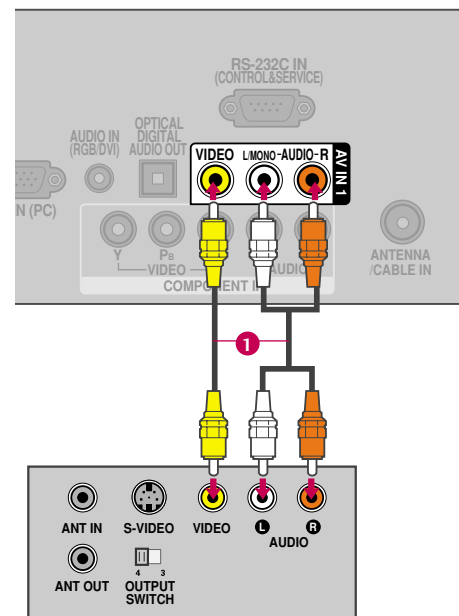 RS-232C IN
(CONTROL&SERVICE)
AUDIO IN
(RGB/DVI)
OPTICAL
DIGITAL
AUDIO OUT
VIDEO L/MONO-AUDIO-R
AV IN 1
N (PC)
Y PB
VIDEO AUDIO
COMPONENT I
ANTENNA
/CABLE IN
1
ANT IN S-VIDEO VIDEO L R
AUDIO
ANT OUT
4 3
OUTPUT
SWITCH